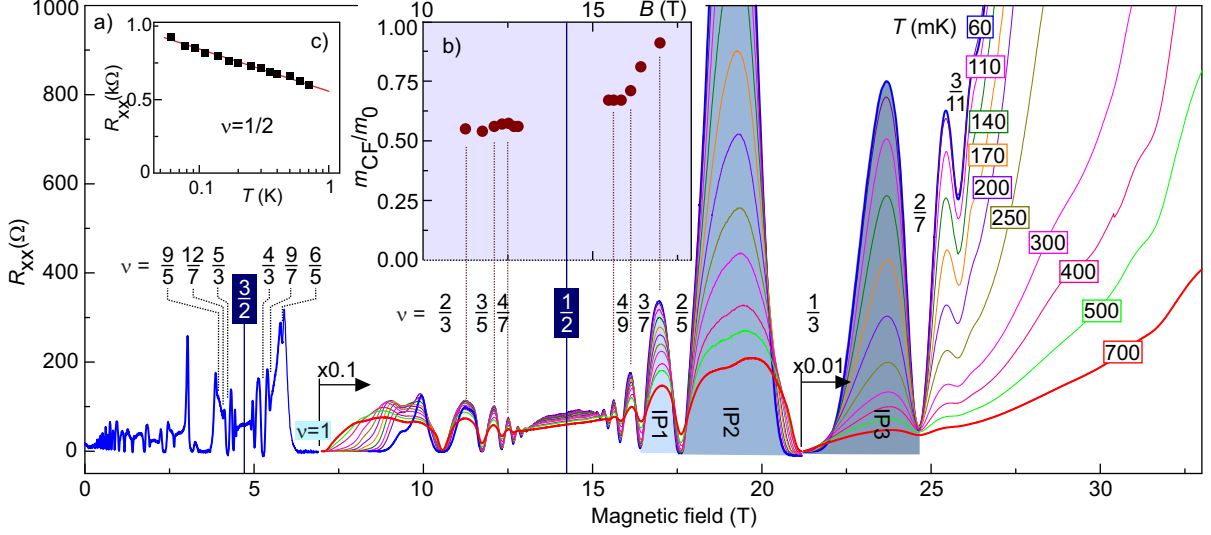 a)
c)
b)
R_xx(kΩ)
1.0
0.5
0
0.1
1
T (K)
ν=1/2
10
15
B (T)
m_CF/m_0
1.00
0.75
0.50
0.25
0.00
T (mK)
60
110
140
170
200
250
300
400
500
700
3/11
2/7
R_xx(Ω)
1000
800
600
400
200
0
ν = 9/5 12/7 5/3 3/2 4/3 9/7 6/5
ν = 2/3 3/5 4/7 1/2 4/9 3/7 2/5 1/3
ν=1
x0.1
x0.01
IP1
IP2
IP3
0 5 10 15 20 25 30
Magnetic field (T)